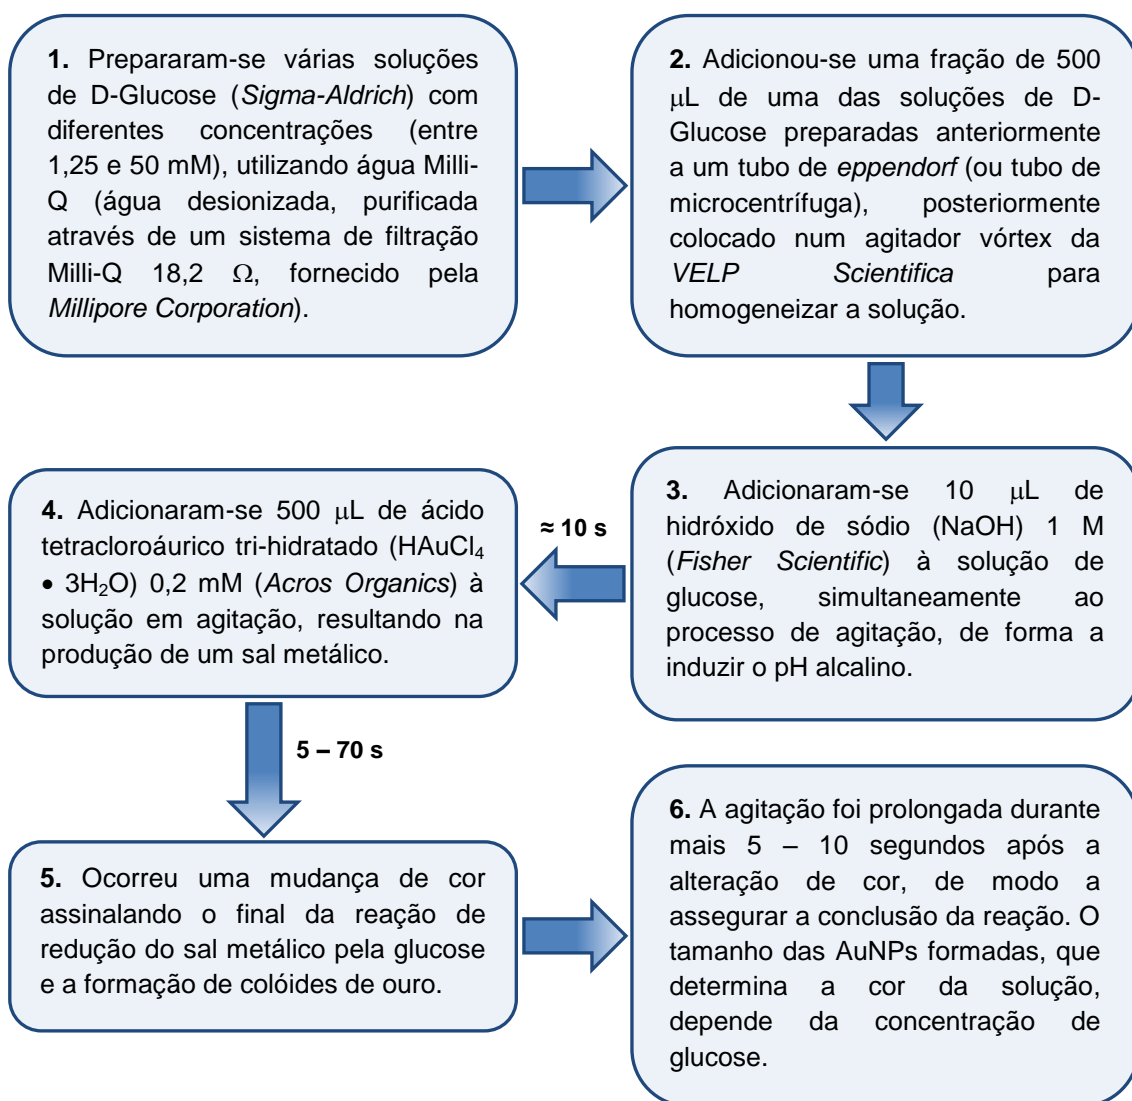 1. Prepararam-se várias soluções
de D-Glucose (Sigma-Aldrich) com
diferentes concentrações (entre
1,25 e 50 mM), utilizando água Milli-
Q (água desionizada, purificada
através de um sistema de filtração
Milli-Q 18,2 Ω, fornecido pela
Millipore Corporation).
2. Adicionou-se uma fração de 500
μL de uma das soluções de D-
Glucose preparadas anteriormente
a um tubo de eppendorf (ou tubo de
microcentrífuga), posteriormente
colocado num agitador vórtex da
VELP Scientifica para
homogeneizar a solução.
3. Adicionaram-se 10 μL de
hidróxido de sódio (NaOH) 1 M
(Fisher Scientific) à solução de
glucose, simultaneamente ao
processo de agitação, de forma a
induzir o pH alcalino.
≈ 10 s
4. Adicionaram-se 500 μL de ácido
tetracloroáurico tri-hidratado (HAuCl₄
• 3H₂O) 0,2 mM (Acros Organics) à
solução em agitação, resultando na
produção de um sal metálico.
5 – 70 s
5. Ocorreu uma mudança de cor
assinalando o final da reação de
redução do sal metálico pela glucose
e a formação de colóides de ouro.
6. A agitação foi prolongada durante
mais 5 – 10 segundos após a
alteração de cor, de modo a
assegurar a conclusão da reação. O
tamanho das AuNPs formadas, que
determina a cor da solução,
depende da concentração de
glucose.